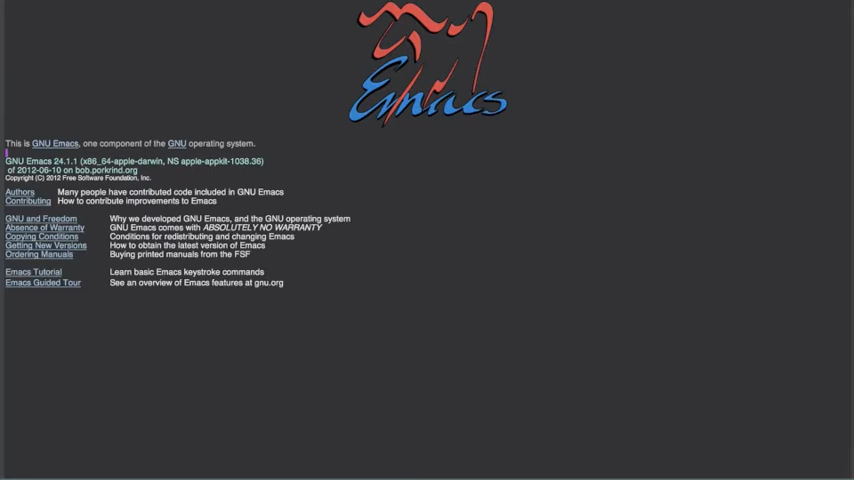 Emacs
This is GNU Emacs, one component of the GNU operating system.
GNU Emacs 24.1.1 (x86_64-apple-darwin, NS apple-appkit-1038.36)
of 2012-06-10 on bob.porkrind.org
Copyright (C) 2012 Free Software Foundation, Inc.
Authors Many people have contributed code included in GNU Emacs
Contributing How to contribute improvements to Emacs
GNU and Freedom Why we developed GNU Emacs, and the GNU operating system
Absence of Warranty GNU Emacs comes with ABSOLUTELY NO WARRANTY
Copying Conditions Conditions for redistributing and changing Emacs
Getting New Versions How to obtain the latest version of Emacs
Ordering Manuals Buying printed manuals from the FSF
Emacs Tutorial Learn basic Emacs keystroke commands
Emacs Guided Tour See an overview of Emacs features at gnu.org